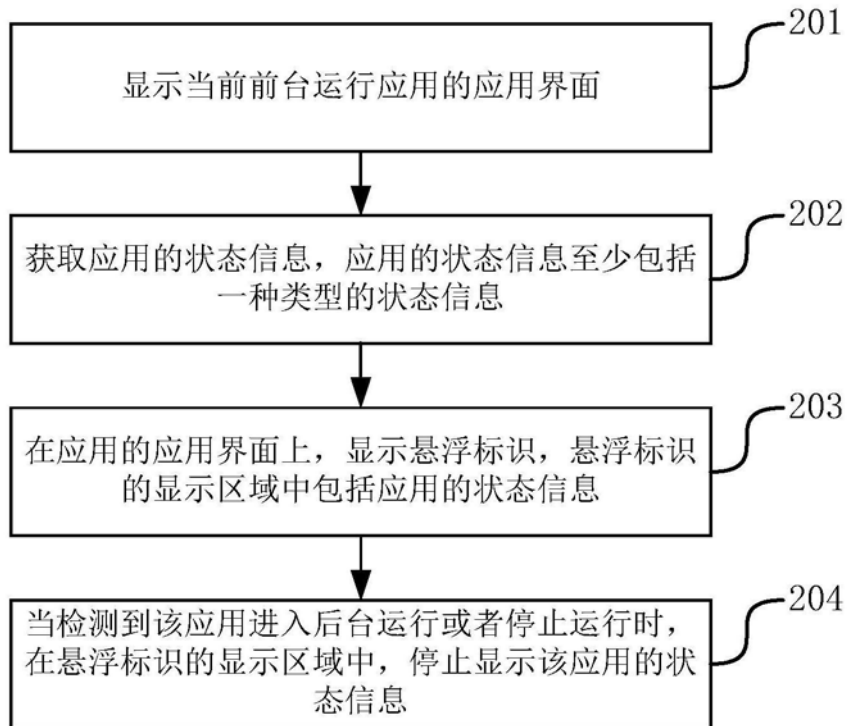 201
显示当前前台运行应用的应用界面
202
获取应用的状态信息，应用的状态信息至少包括
一种类型的状态信息
203
在应用的应用界面上，显示悬浮标识，悬浮标识
的显示区域中包括应用的状态信息
204
当检测到该应用进入后台运行或者停止运行时，
在悬浮标识的显示区域中，停止显示该应用的状
态信息